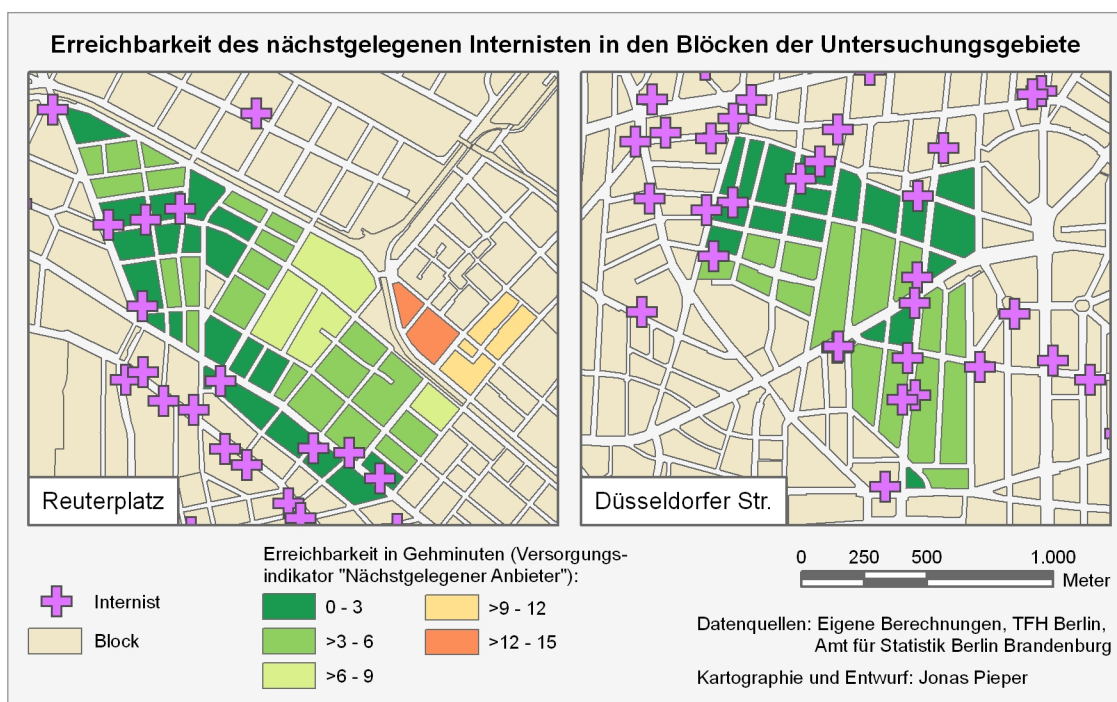 Erreichbarkeit des nächstgelegenen Internisten in den Blöcken der Untersuchungsgebiete
Reuterplatz
Düsseldorfer Str.
Internist
Block
Erreichbarkeit in Gehminuten (Versorgungs-
indikator "Nächstgelegener Anbieter"):
0 - 3
>3 - 6
>6 - 9
>9 - 12
>12 - 15
0 250 500 1.000
Meter
Datenquellen: Eigene Berechnungen, TFH Berlin,
Amt für Statistik Berlin Brandenburg
Kartographie und Entwurf: Jonas Pieper